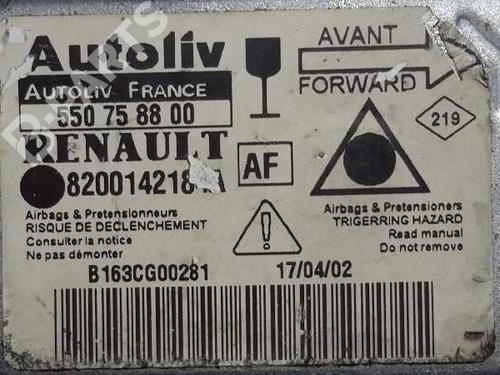 Autoliv
AUTOLIV FRANCE
550 75 88 00
RENAULT
AF
AVANT
FORWARD
219
Airbags & Pretensionneurs
RISQUE DE DECLENCHEMENT
Consulter la notice
Ne pas démonter
Airbags & Pretensioners
TRIGERRING HAZARD
Read manual
Do not remove
B163CG00281
17/04/02